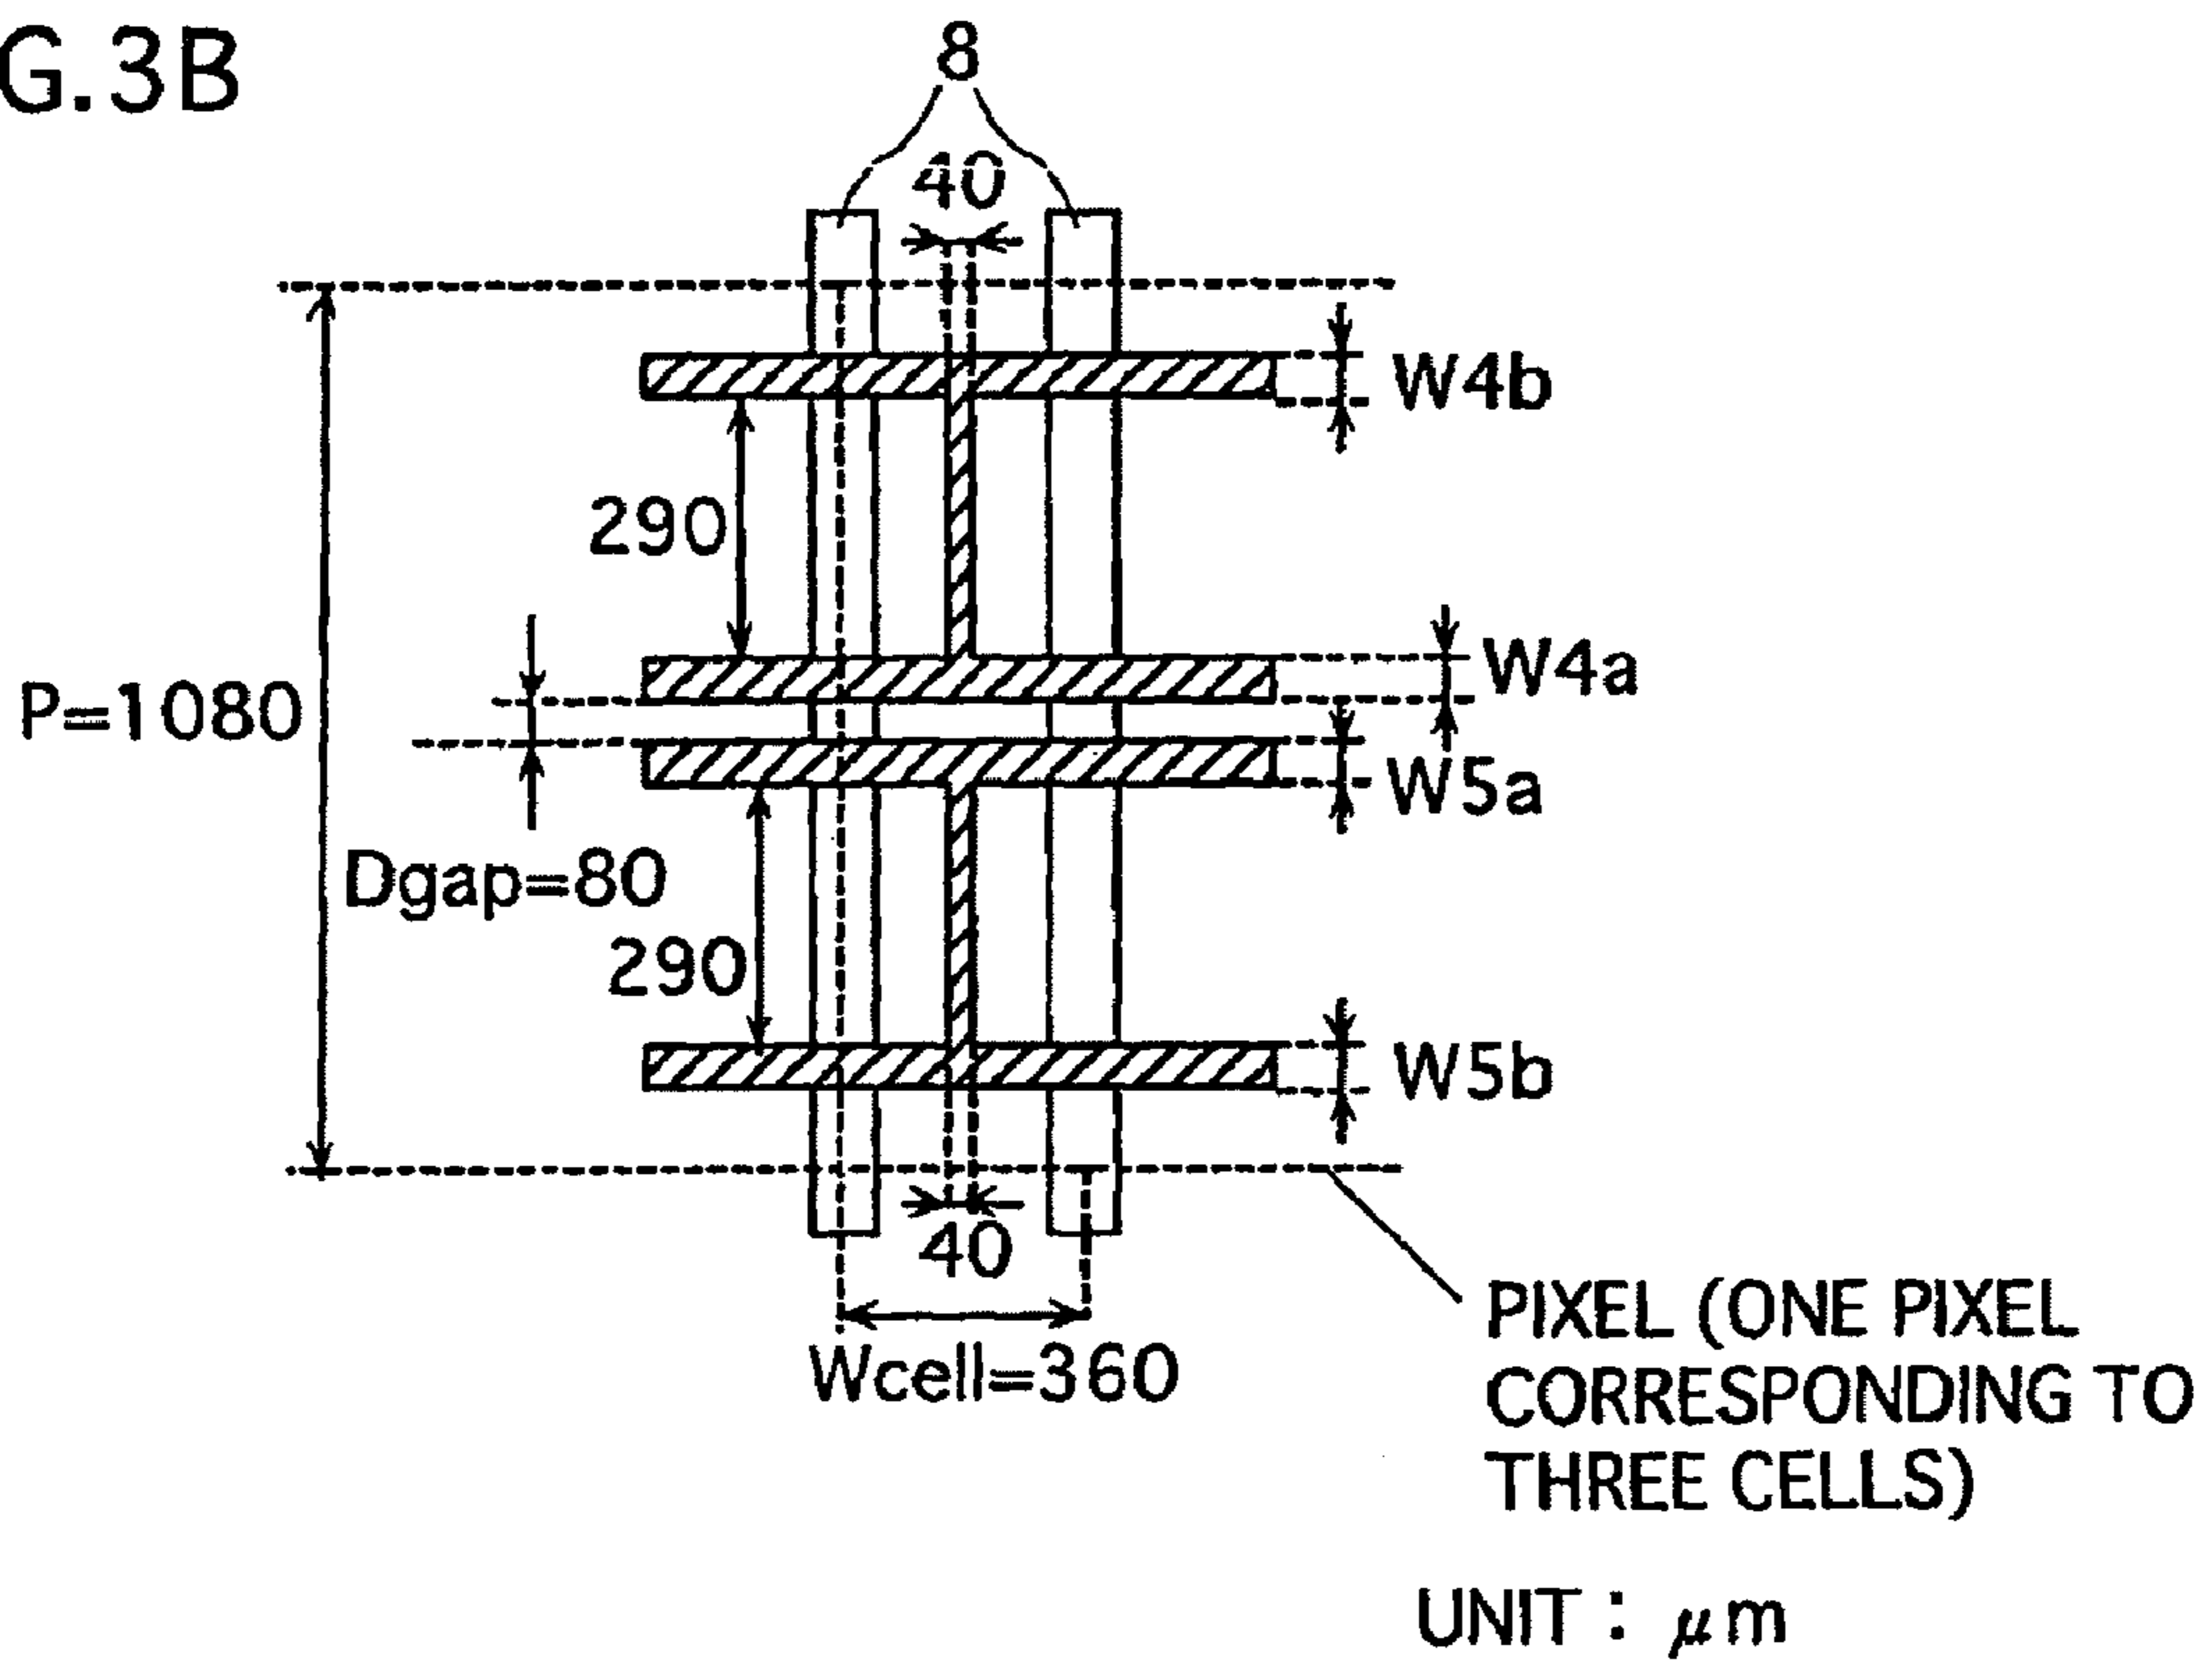 G.3B
8
40
W4b
290
W4a
P=1080
W5a
Dgap=80
290
W5b
40
Wcell=360
PIXEL (ONE PIXEL
CORRESPONDING TO
THREE CELLS)
UNIT : μm